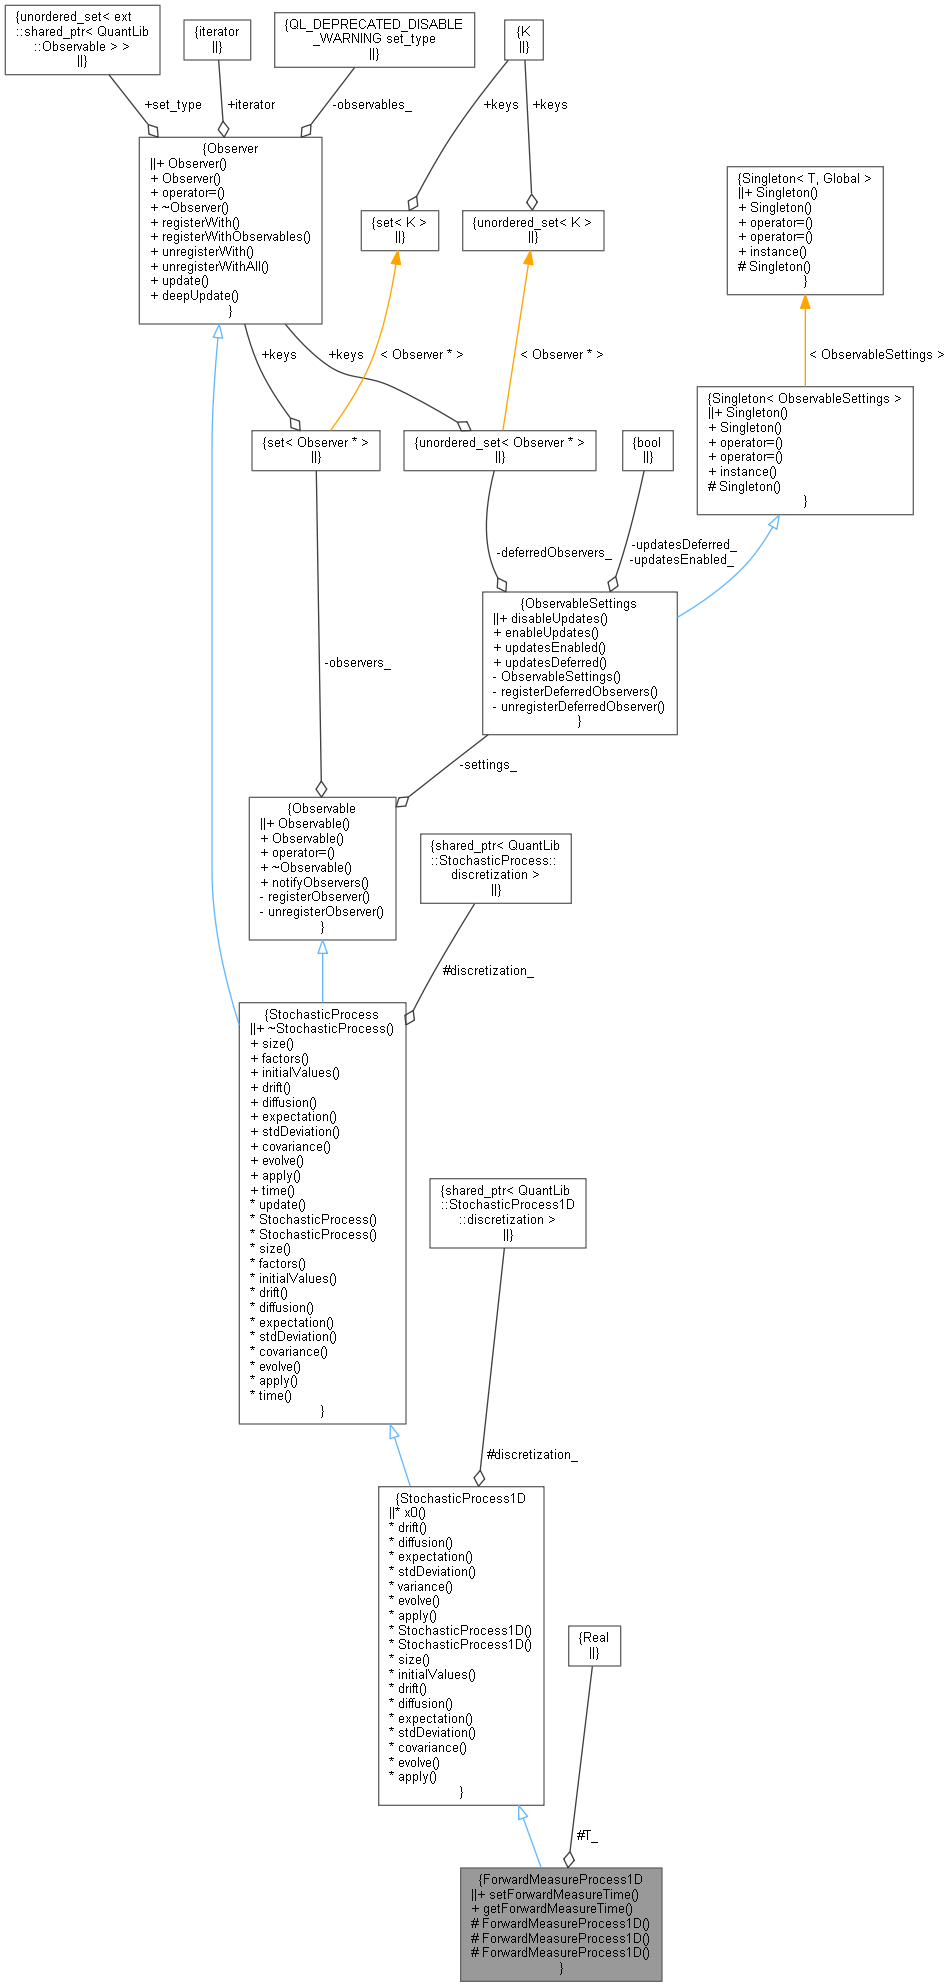 {unordered_set< ext
::shared_ptr< QuantLib
::Observable > >
||}
{iterator
||}
{QL_DEPRECATED_DISABLE
_WARNING set_type
||}
{K
||}
+set_type
+iterator
-observables_
+keys
+keys
{Observer
||+ Observer()
+ Observer()
+ operator=()
+ ~Observer()
+ registerWith()
+ registerWithObservables()
+ unregisterWith()
+ unregisterWithAll()
+ update()
+ deepUpdate()
}
{set< K >
||}
{unordered_set< K >
||}
{Singleton< T, Global >
||+ Singleton()
+ Singleton()
+ operator=()
+ operator=()
+ instance()
# Singleton()
}
+keys
+keys
< Observer * >
< Observer * >
< ObservableSettings >
{set< Observer * >
||}
{unordered_set< Observer * >
||}
{bool
||}
{Singleton< ObservableSettings >
||+ Singleton()
+ Singleton()
+ operator=()
+ operator=()
+ instance()
# Singleton()
}
-deferredObservers_
-updatesDeferred_
-updatesEnabled_
{ObservableSettings
||+ disableUpdates()
+ enableUpdates()
+ updatesEnabled()
+ updatesDeferred()
- ObservableSettings()
- registerDeferredObservers()
- unregisterDeferredObserver()
}
-observers_
-settings_
{Observable
||+ Observable()
+ Observable()
+ operator=()
+ ~Observable()
+ notifyObservers()
- registerObserver()
- unregisterObserver()
}
{shared_ptr< QuantLib
::StochasticProcess::
discretization >
||}
#discretization_
{StochasticProcess
||+ ~StochasticProcess()
+ size()
+ factors()
+ initialValues()
+ drift()
+ diffusion()
+ expectation()
+ stdDeviation()
+ covariance()
+ evolve()
+ apply()
+ time()
* update()
* StochasticProcess()
* StochasticProcess()
* size()
* factors()
* initialValues()
* drift()
* diffusion()
* expectation()
* stdDeviation()
* covariance()
* evolve()
* apply()
* time()
}
{shared_ptr< QuantLib
::StochasticProcess1D
::discretization >
||}
#discretization_
{StochasticProcess1D
||* x0()
* drift()
* diffusion()
* expectation()
* stdDeviation()
* variance()
* evolve()
* apply()
* StochasticProcess1D()
* StochasticProcess1D()
* size()
* initialValues()
* drift()
* diffusion()
* expectation()
* stdDeviation()
* covariance()
* evolve()
* apply()
}
{Real
||}
#T_
{ForwardMeasureProcess1D
||+ setForwardMeasureTime()
+ getForwardMeasureTime()
# ForwardMeasureProcess1D()
# ForwardMeasureProcess1D()
# ForwardMeasureProcess1D()
}